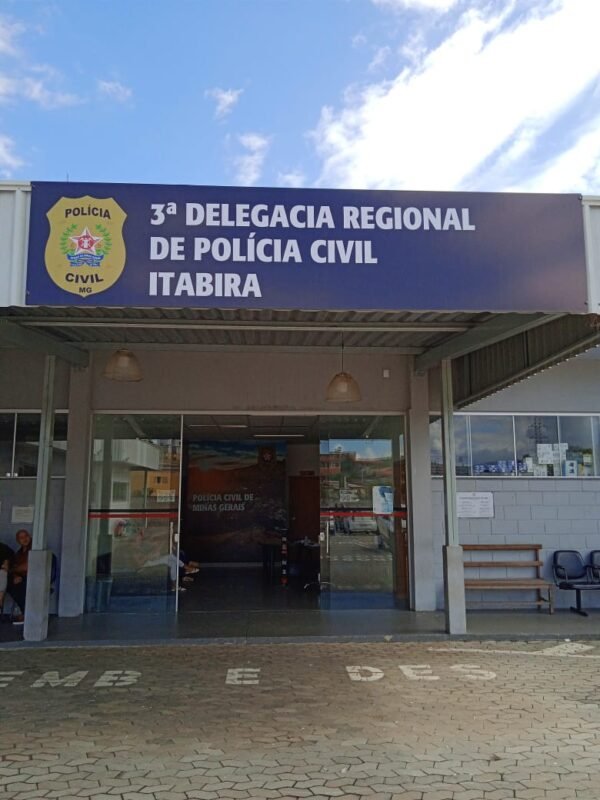 POLÍCIA
CIVIL
MG
3ª DELEGACIA REGIONAL
DE POLÍCIA CIVIL
ITABIRA
POLÍCIA CIVIL DE
MINAS GERAIS
EMB E DES